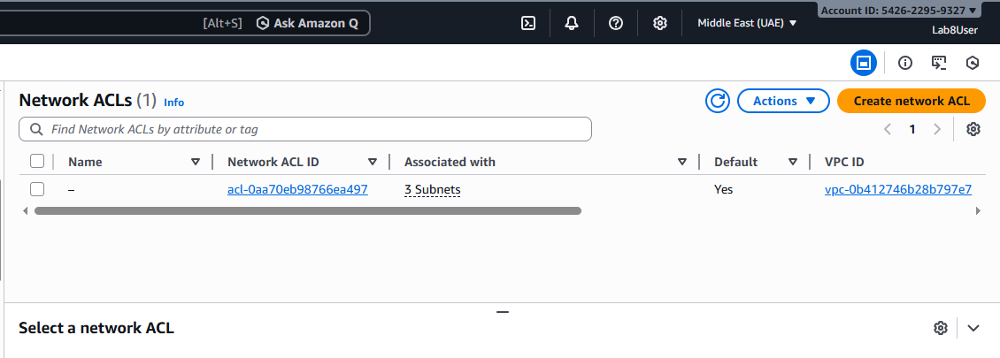 [Alt+S] Ask Amazon Q Middle East (UAE) Account ID: 5426-2295-9327
Lab8User
Network ACLs (1) Info Actions Create network ACL
Find Network ACLs by attribute or tag 1
Name Network ACL ID Associated with Default VPC ID
– acl-0aa70eb98766ea497 3 Subnets Yes vpc-0b412746b28b797e7
Select a network ACL